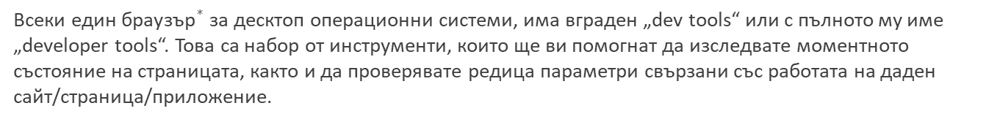 Всеки един браузър* за десктоп операционни системи, има вграден „dev tools“ или с пълното му име
„developer tools“. Това са набор от инструменти, които ще ви помогнат да изследвате моментното
състояние на страницата, както и да проверявате редица параметри свързани със работата на даден
сайт/страница/приложение.